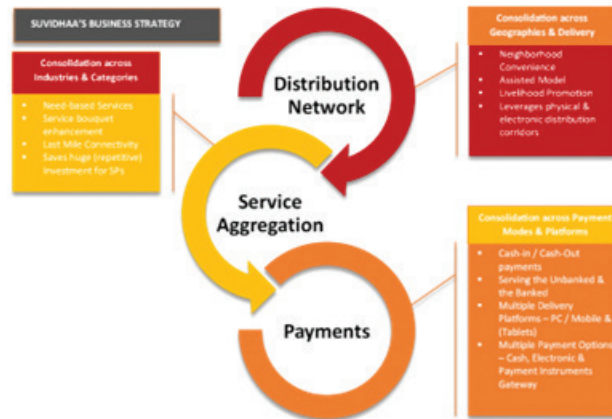 SUVIDHAA'S BUSINESS STRATEGY
Consolidation across
Industries & Categories
Need-based Services
Service bouquet
enhancement
Last Mile Connectivity
Saves huge (repetitive)
Investment for SPs
Distribution
Network
Service
Aggregation
Payments
Consolidation across
Geographies & Delivery
Neighborhood
Convenience
Assisted Model
Livelihood Promotion
Leverages physical &
electronic distribution
corridors
Consolidation across Payment
Modes & Platforms
Cash-in / Cash-Out
payments
Serving the Unbanked &
the Banked
Multiple Delivery
Platforms – PC / Mobile &
(Tablets)
Multiple Payment Options
– Cash, Electronic &
Payment Instruments
Gateway